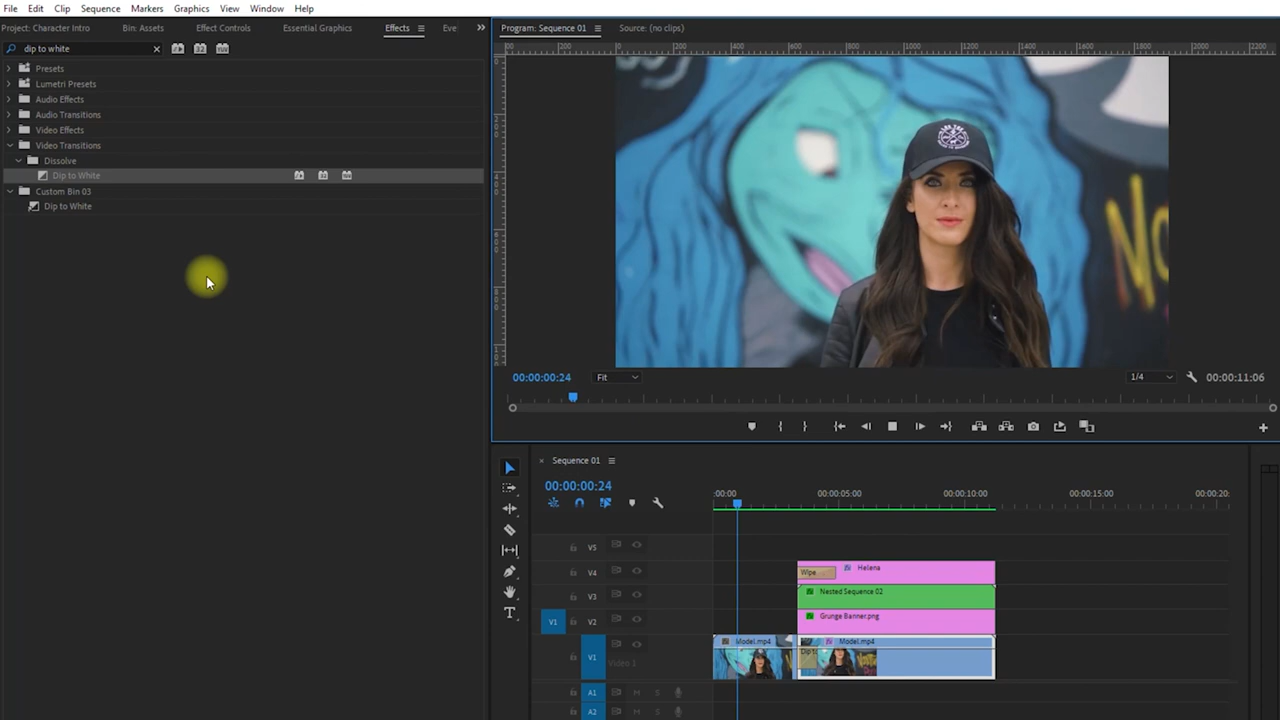 File Edit Clip Sequence Markers Graphics View Window Help
Project: Character Intro Bin: Assets Effect Controls Essential Graphics Effects Eve
dip to white
Presets
Lumetri Presets
Audio Effects
Audio Transitions
Video Effects
Video Transitions
Dissolve
Dip to White
Custom Bin 03
Dip to White
Program: Sequence 01 Source: (no clips)
00:00:00:24 Fit 1/4 00:00:11:06
Sequence 01
00:00:00:24
:00:00 00:00:05:00 00:00:10:00 00:00:15:00 00:00:20:
V5
V4 Wipe Helena
V3 Nested Sequence 02
V1 V2 Grunge Banner.png
V1 Video 1 Model.mp4 Model.mp4
Dip to
A1 M S
A2 M S